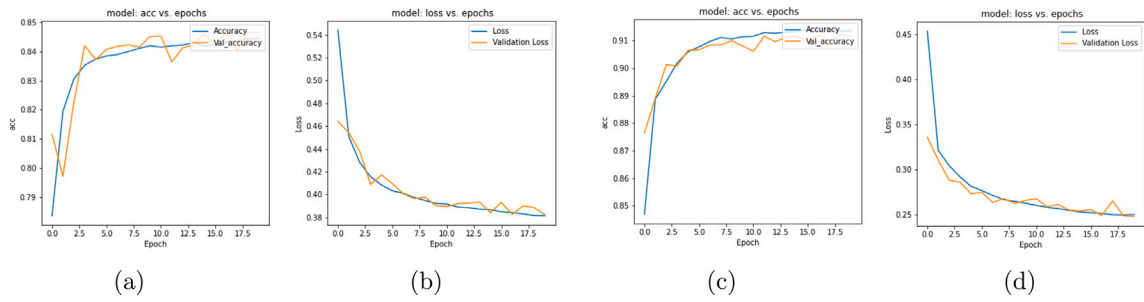 model: acc vs. epochs
0.85
0.84
0.83
0.82
0.81
0.80
0.79
acc
Accuracy
Val_accuracy
0.0 2.5 5.0 7.5 10.0 12.5 15.0 17.5
Epoch
(a)
model: loss vs. epochs
0.54
0.52
0.50
0.48
0.46
0.44
0.42
0.40
0.38
Loss
Loss
Validation Loss
0.0 2.5 5.0 7.5 10.0 12.5 15.0 17.5
Epoch
(b)
model: acc vs. epochs
0.91
0.90
0.89
0.88
0.87
0.86
0.85
acc
Accuracy
Val_accuracy
0.0 2.5 5.0 7.5 10.0 12.5 15.0 17.5
Epoch
(c)
model: loss vs. epochs
0.45
0.40
0.35
0.30
0.25
Loss
Loss
Validation Loss
0.0 2.5 5.0 7.5 10.0 12.5 15.0 17.5
Epoch
(d)